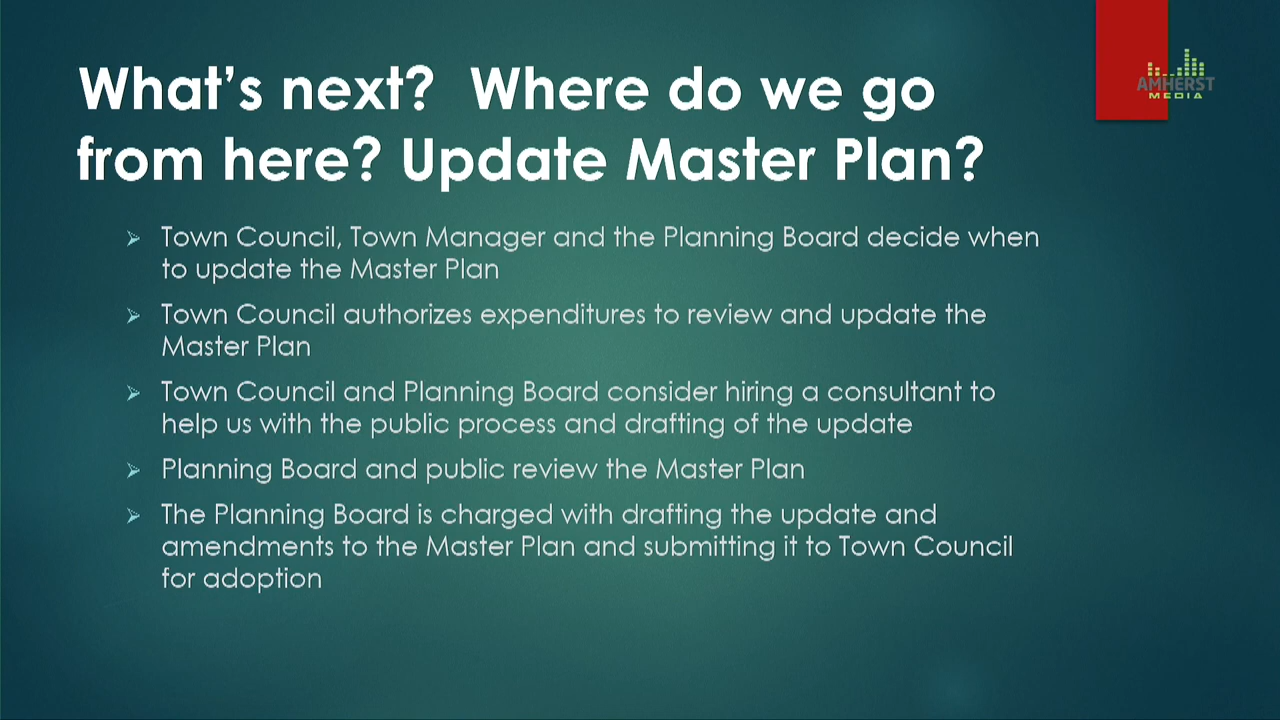 What's next?  Where do we go
from here? Update Master Plan?
AMHERST
MEDIA
Town Council, Town Manager and the Planning Board decide when
to update the Master Plan
Town Council authorizes expenditures to review and update the
Master Plan
Town Council and Planning Board consider hiring a consultant to
help us with the public process and drafting of the update
Planning Board and public review the Master Plan
The Planning Board is charged with drafting the update and
amendments to the Master Plan and submitting it to Town Council
for adoption